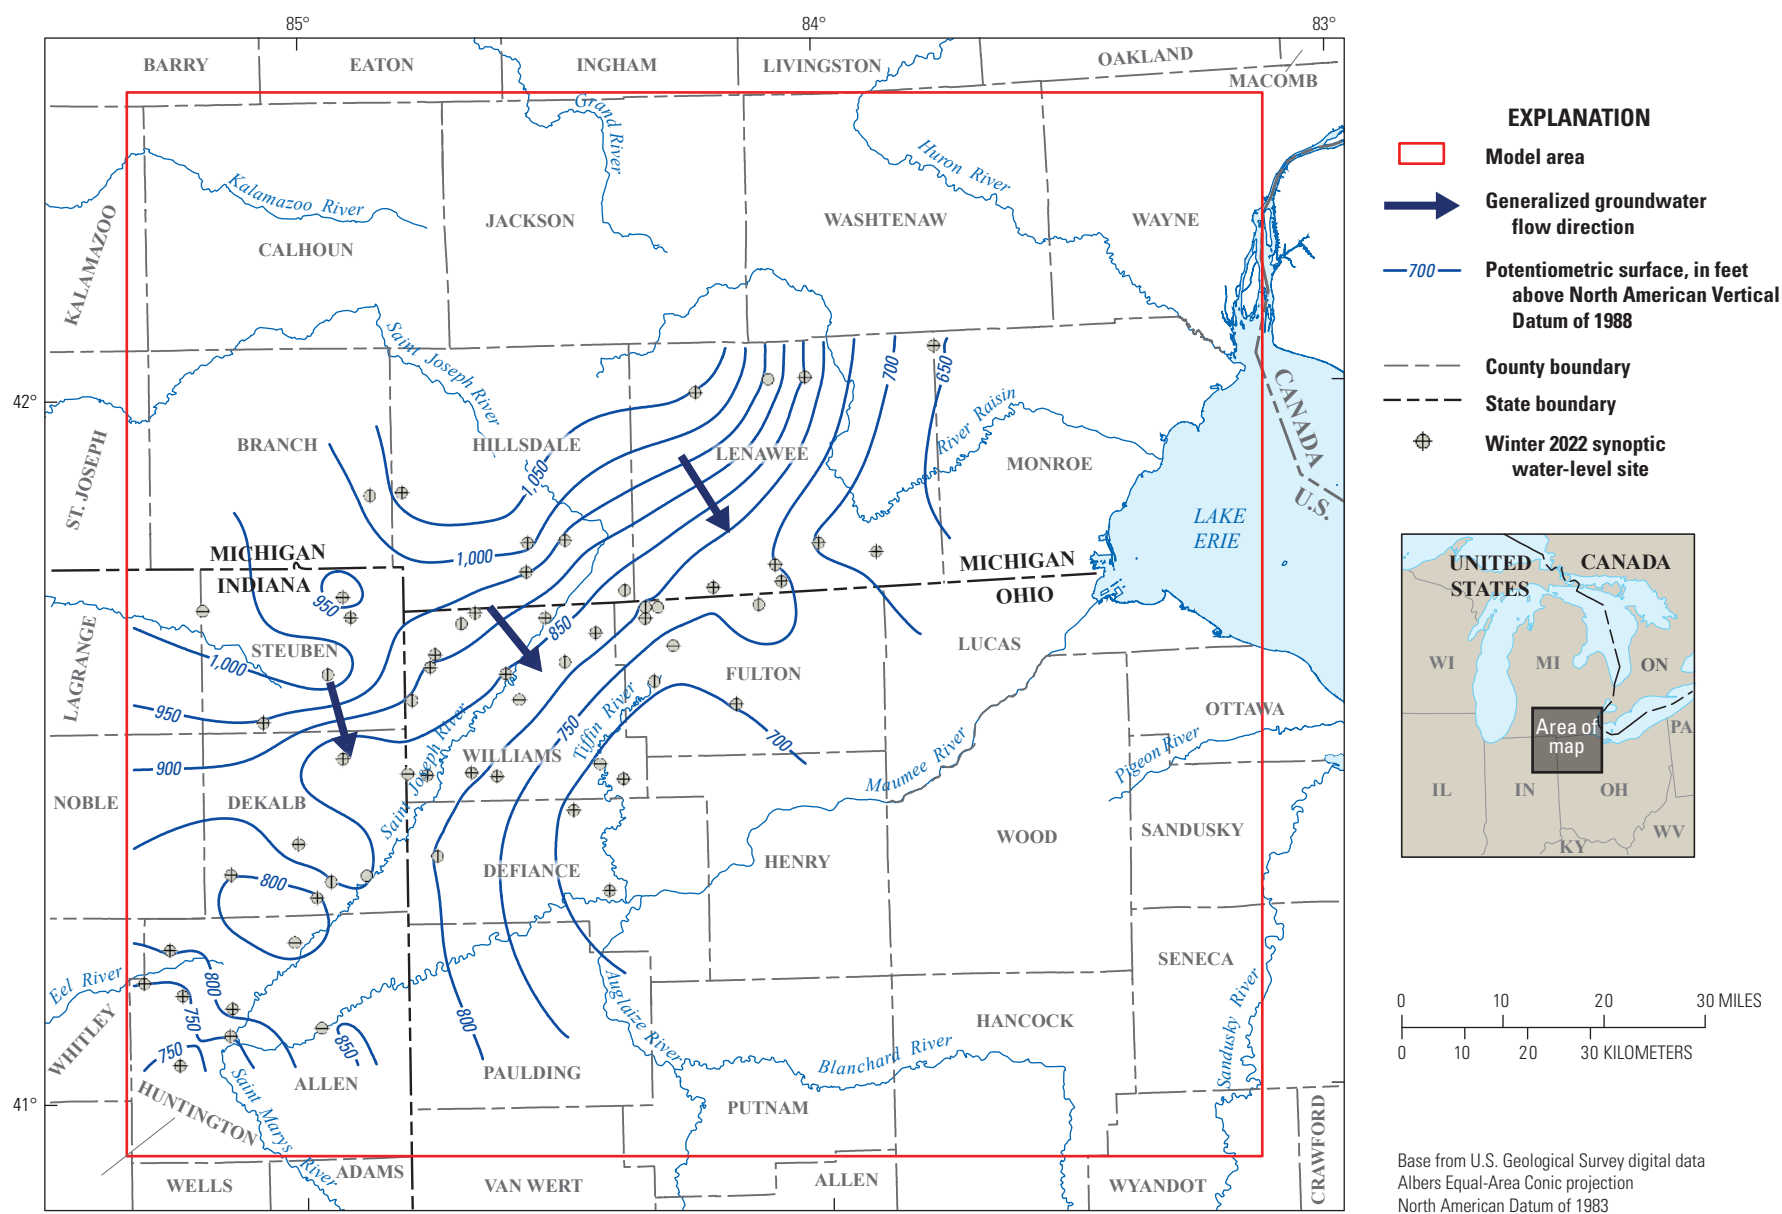 85°
84°
83°
BARRY
EATON
INGHAM
LIVINGSTON
OAKLAND
MACOMB
Grand River
Huron River
Kalamazoo River
KALAMAZOO
CALHOUN
JACKSON
WASHTENAW
WAYNE
Saint Joseph River
700
650
42°
CANADA
U.S.
River Raisin
BRANCH
HILLSDALE
LENAWEE
MONROE
ST. JOSEPH
1,050
LAKE
ERIE
MICHIGAN
INDIANA
1,000
MICHIGAN
OHIO
950
850
LAGRANGE
STEUBEN
1,000
LUCAS
FULTON
950
OTTAWA
900
750
700
Tiffin River
Saint Joseph River
WILLIAMS
Maumee River
Pigeon River
NOBLE
DEKALB
WOOD
SANDUSKY
HENRY
DEFIANCE
800
SENECA
Eel River
800
750
750
850
800
Auglaize River
HANCOCK
Sandusky River
WHITLEY
ALLEN
PAULDING
Blanchard River
41°
HUNTINGTON
Saint Marys River
PUTNAM
CRAWFORD
ADAMS
WELLS
VAN WERT
ALLEN
WYANDOT
EXPLANATION
Model area
Generalized groundwater
flow direction
700
Potentiometric surface, in feet
above North American Vertical
Datum of 1988
County boundary
State boundary
Winter 2022 synoptic
water-level site
UNITED
STATES
CANADA
WI
MI
ON
Area of
map
PA
IL
IN
OH
WV
KY
0 10 20 30 MILES
0 10 20 30 KILOMETERS
Base from U.S. Geological Survey digital data
Albers Equal-Area Conic projection
North American Datum of 1983